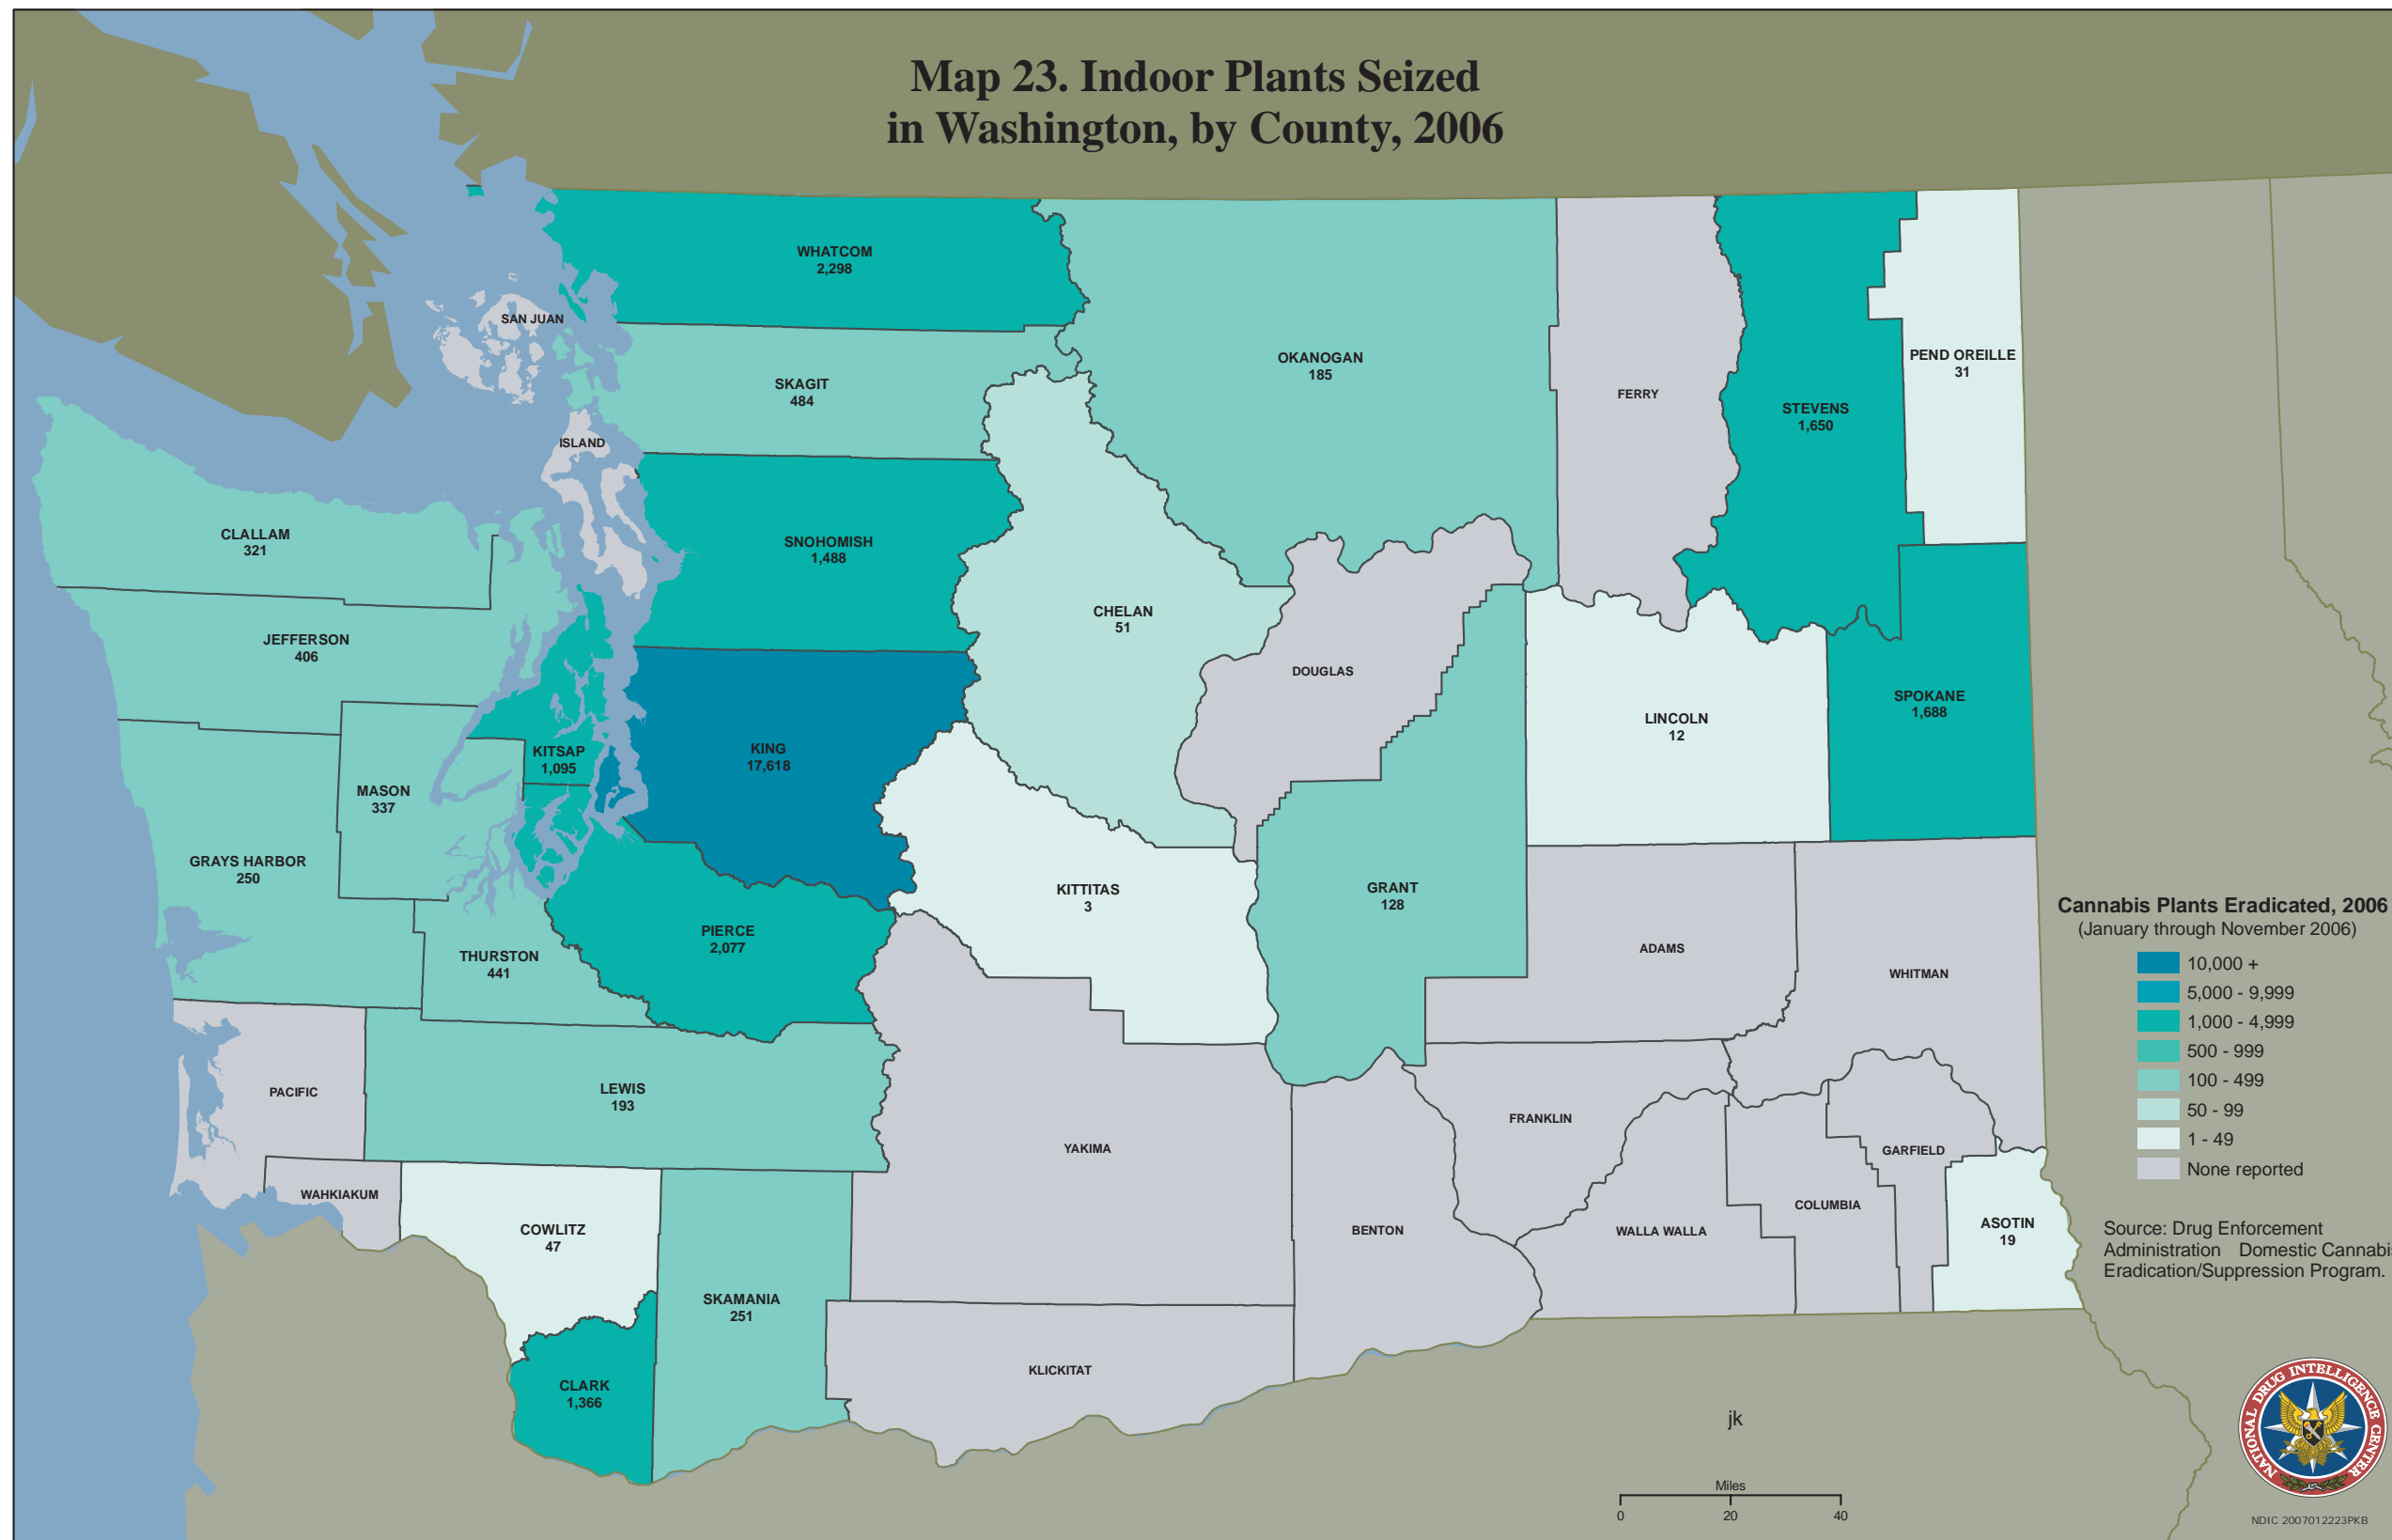 Map 23. Indoor Plants Seized
in Washington, by County, 2006
WHATCOM
2,298
SAN JUAN
SKAGIT
484
OKANOGAN
185
FERRY
STEVENS
1,650
PEND OREILLE
31
ISLAND
CLALLAM
321
SNOHOMISH
1,488
CHELAN
51
JEFFERSON
406
DOUGLAS
LINCOLN
12
SPOKANE
1,688
KITSAP
1,095
KING
17,618
MASON
337
GRAYS HARBOR
250
KITTITAS
3
GRANT
128
THURSTON
441
PIERCE
2,077
ADAMS
WHITMAN
PACIFIC
LEWIS
193
YAKIMA
FRANKLIN
GARFIELD
WAHKIAKUM
COWLITZ
47
BENTON
WALLA WALLA
COLUMBIA
ASOTIN
19
SKAMANIA
251
CLARK
1,366
KLICKITAT
Cannabis Plants Eradicated, 2006
(January through November 2006)
10,000 +
5,000 - 9,999
1,000 - 4,999
500 - 999
100 - 499
50 - 99
1 - 49
None reported
Source: Drug Enforcement
Administration Domestic Cannabis
Eradication/Suppression Program.
jk
Miles
0 20 40
NATIONAL DRUG INTELLIGENCE CENTER
NDIC 2007012223PKB